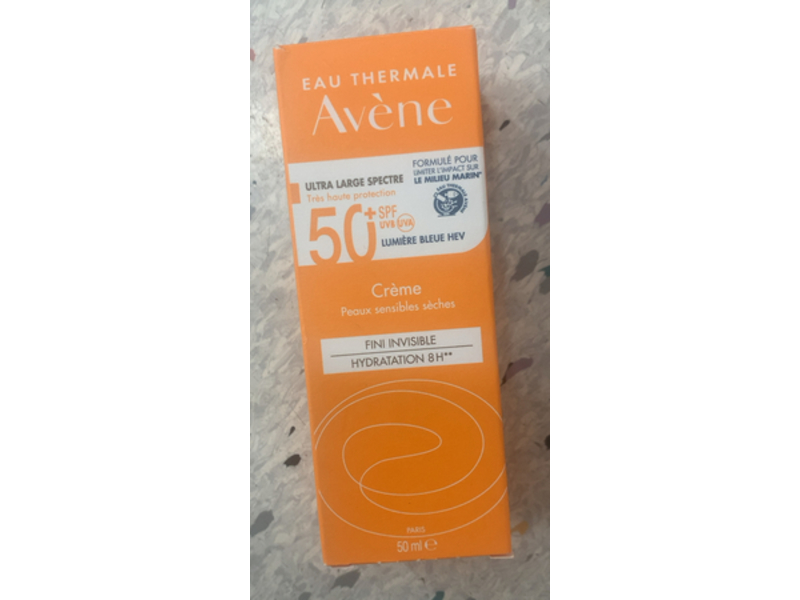 EAU THERMALE
Avène
ULTRA LARGE SPECTRE
Très haute protection
50+ SPF
UVB UVA
LUMIÈRE BLEUE HEV
FORMULÉ POUR
LIMITER L'IMPACT SUR
LE MILIEU MARIN*
Crème
Peaux sensibles sèches
FINI INVISIBLE
HYDRATATION 8H**
PARIS
50 ml e